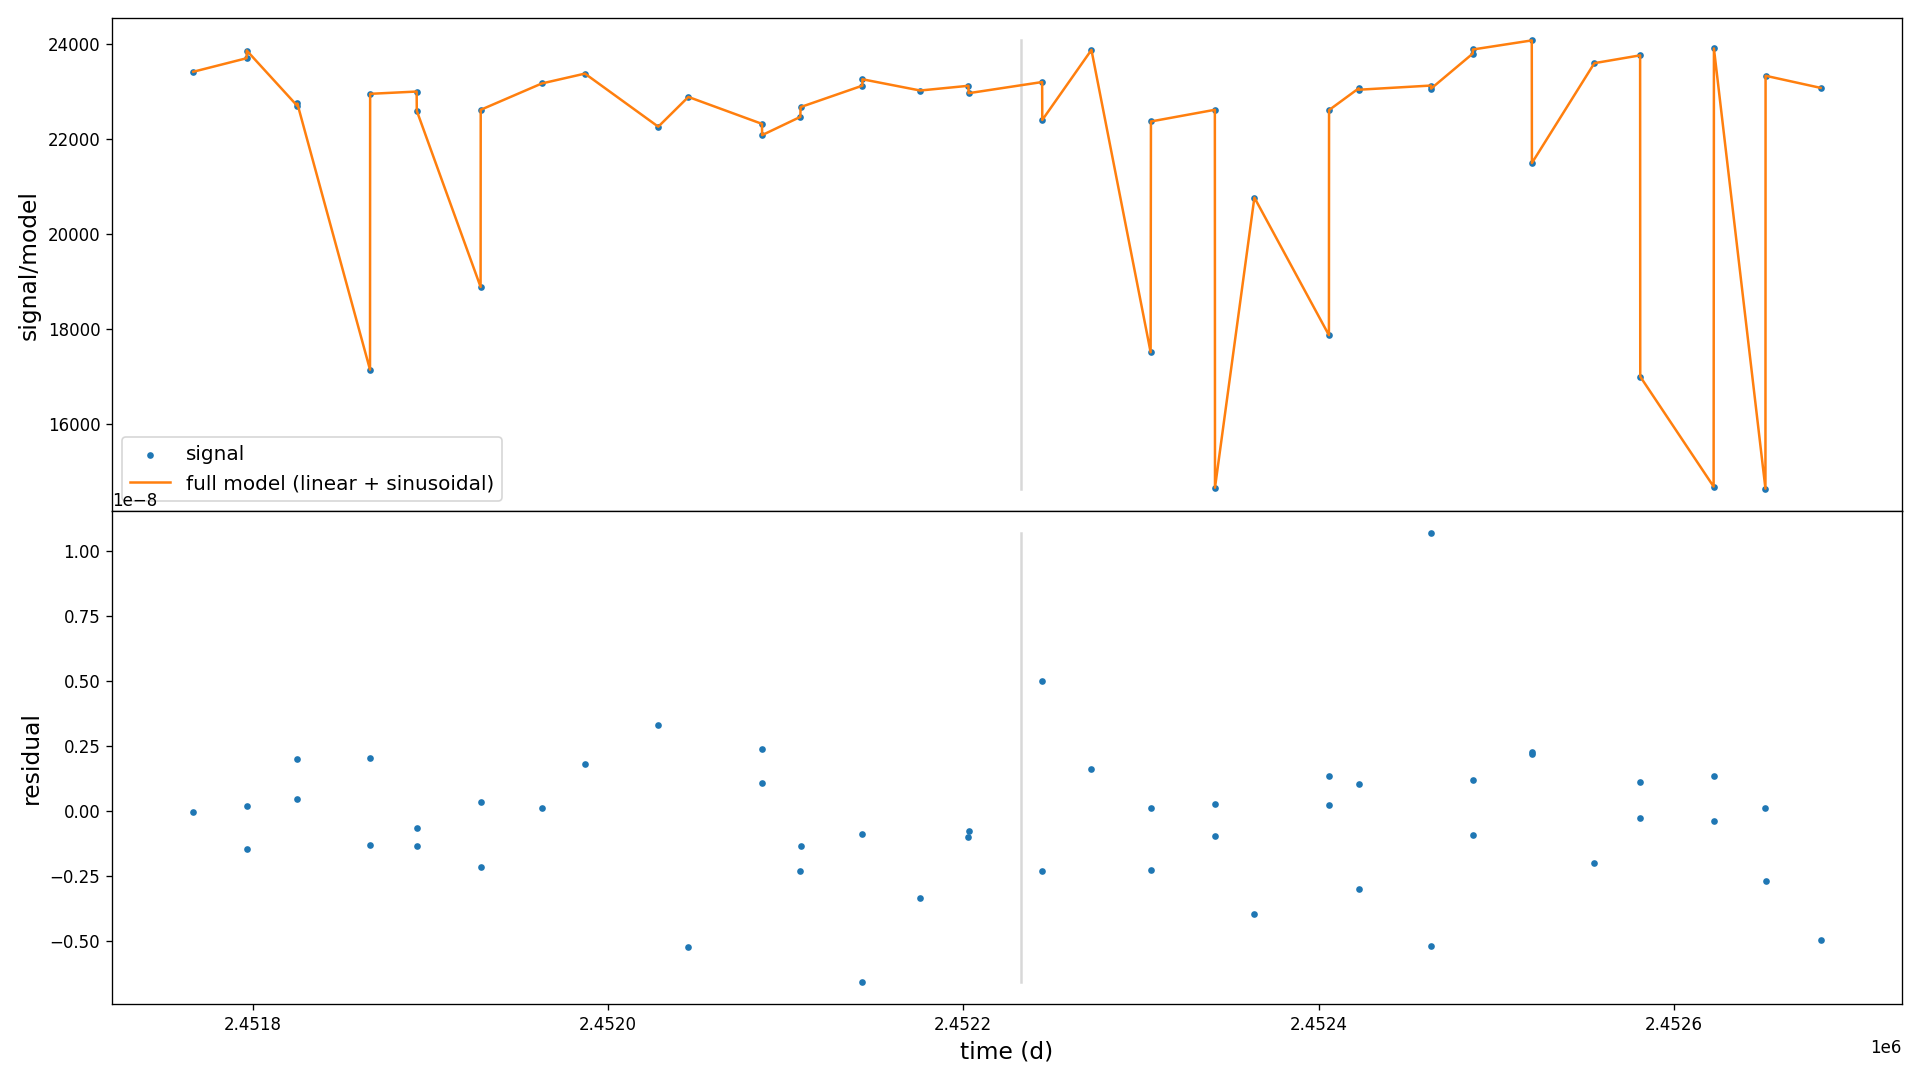 24000
22000
20000
18000
16000
signal/model
signal
full model (linear + sinusoidal)
1e−8
1.00
0.75
0.50
0.25
0.00
−0.25
−0.50
residual
2.4518
2.4520
2.4522
2.4524
2.4526
time (d)
1e6